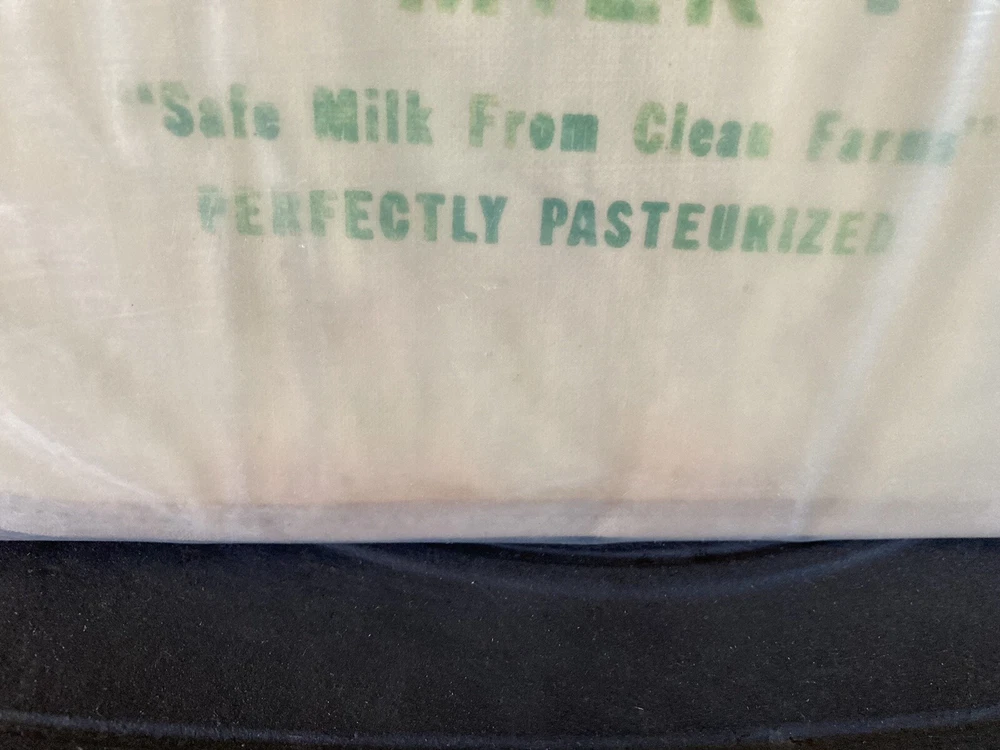 "Safe Milk From Clean Farms"
PERFECTLY PASTEURIZED